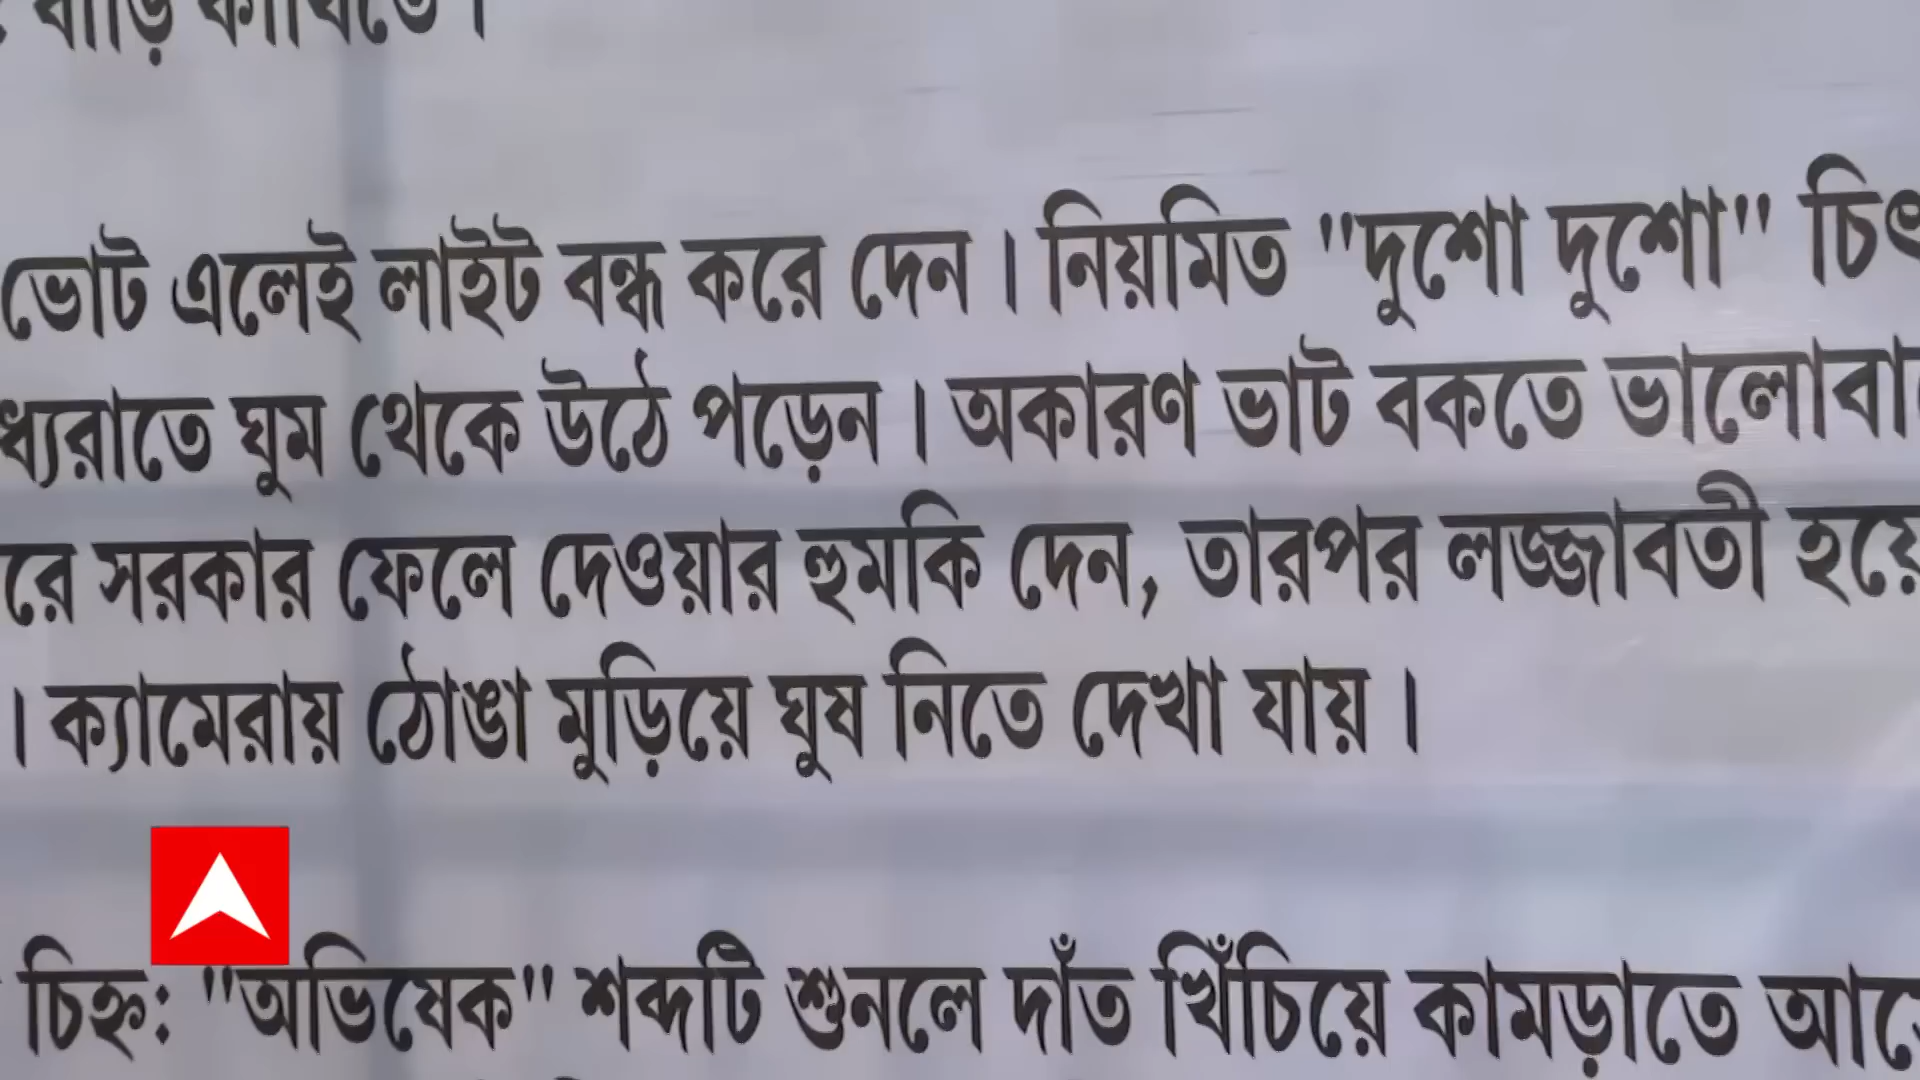 বাড়ি কাঁথিতে।
ভোট এলেই লাইট বন্ধ করে দেন। নিয়মিত "দুশো দুশো"
ধ্যরাতে ঘুম থেকে উঠে পড়েন। অকারণ ভাট বকতে
রে সরকার ফেলে দেওয়ার হুমকি দেন, তারপর লজ্জাবতী হয়ে
। ক্যামেরায় ঠোঙা মুড়িয়ে ঘুষ নিতে দেখা যায়।
চিহ্ন: "অভিষেক" শব্দটি শুনলে দাঁত খিঁচিয়ে কামড়াতে